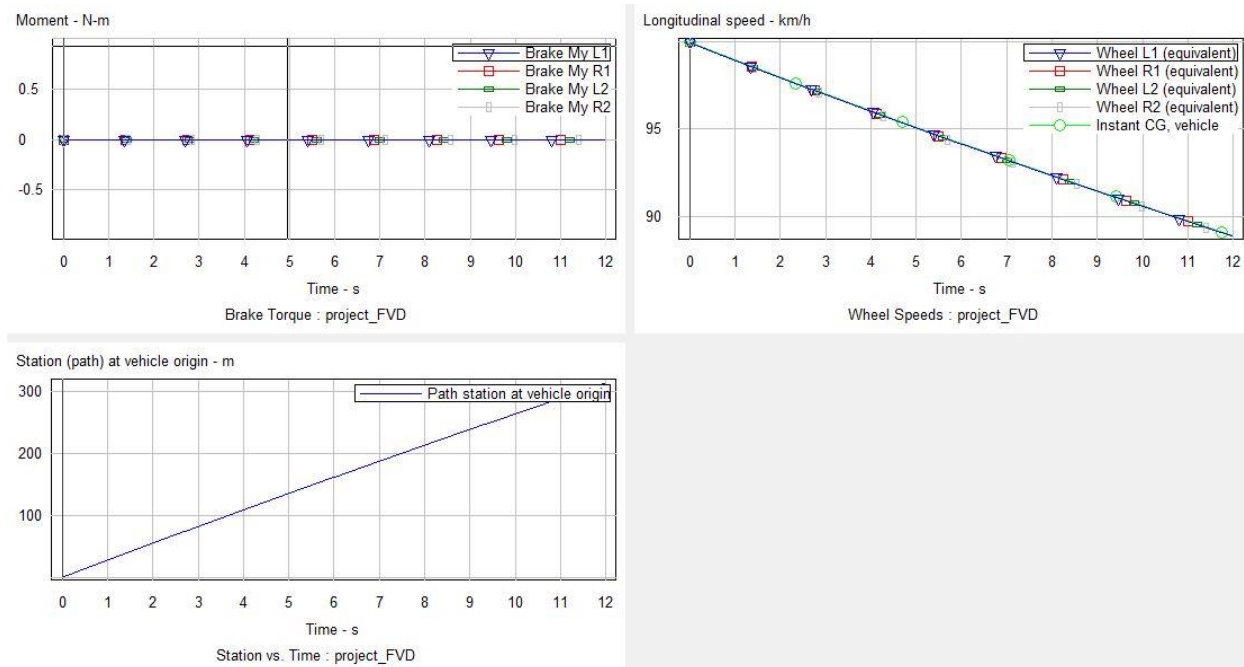 Moment - N-m
Brake My L1
Brake My R1
Brake My L2
Brake My R2
0.5
0
-0.5
0 1 2 3 4 5 6 7 8 9 10 11 12
Time - s
Brake Torque : project_FVD
Longitudinal speed - km/h
Wheel L1 (equivalent)
Wheel R1 (equivalent)
Wheel L2 (equivalent)
Wheel R2 (equivalent)
Instant CG, vehicle
95
90
0 1 2 3 4 5 6 7 8 9 10 11 12
Time - s
Wheel Speeds : project_FVD
Station (path) at vehicle origin - m
Path station at vehicle origin
300
200
100
0 1 2 3 4 5 6 7 8 9 10 11 12
Time - s
Station vs. Time : project_FVD